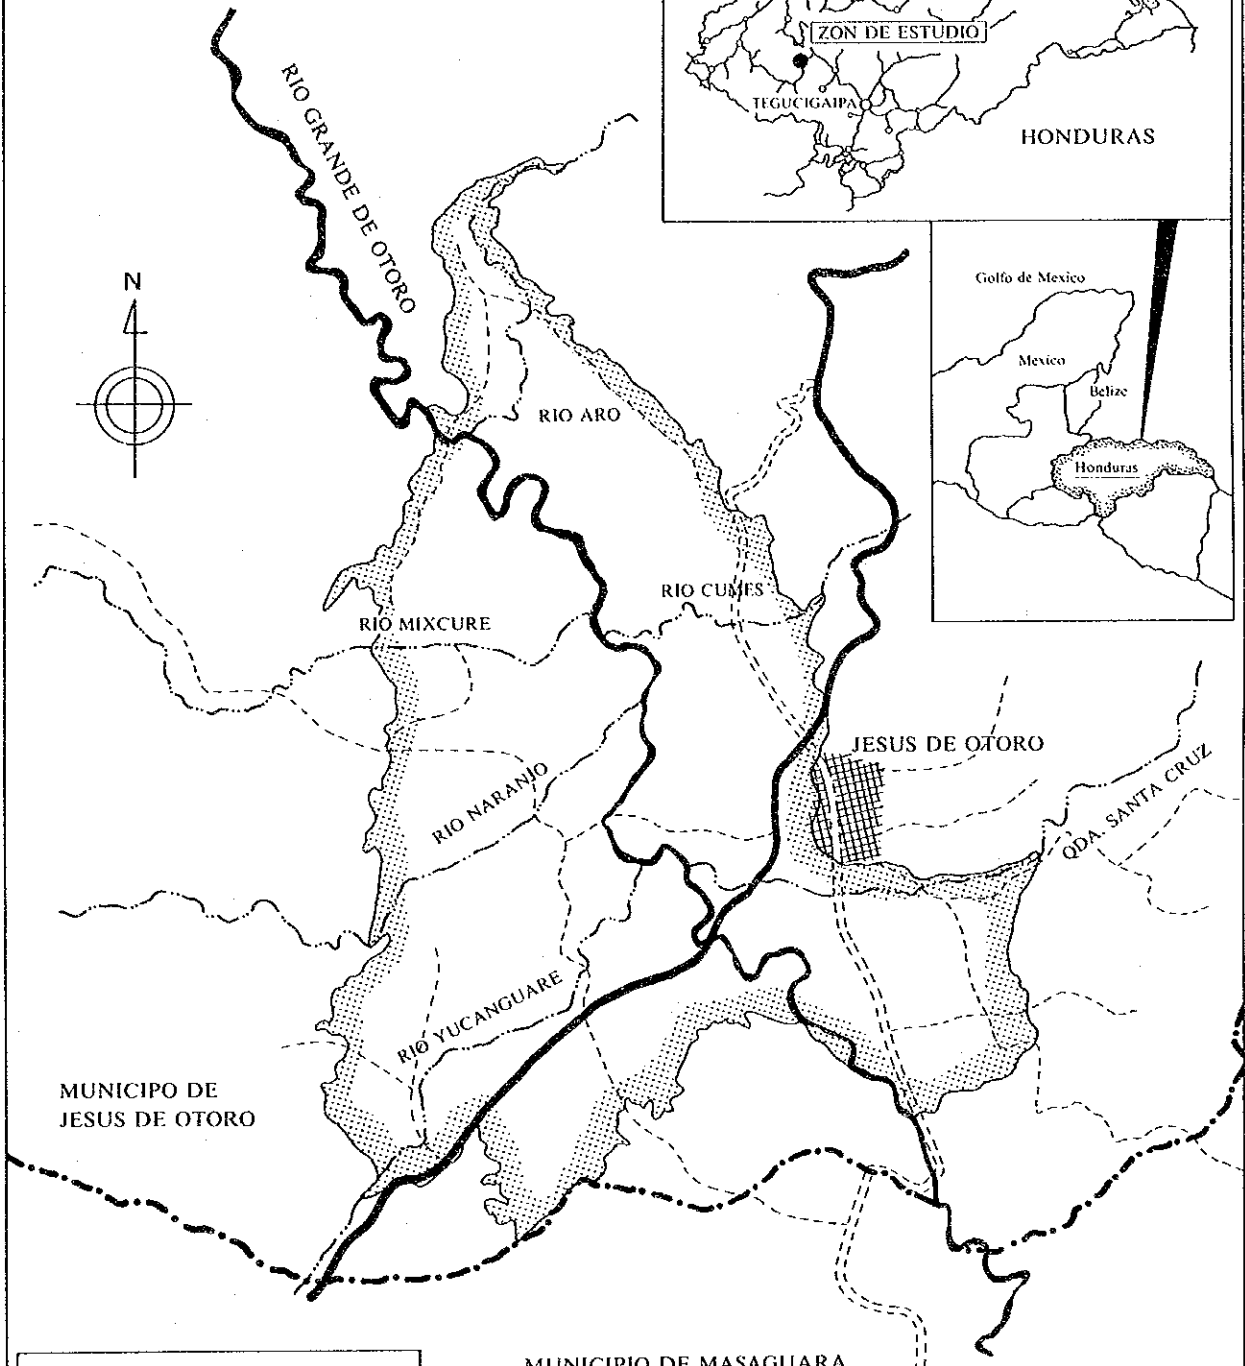 ZON DE ESTUDIO
TEGUCIGAIPA
HONDURAS
RIO GRANDE DE OTORO
N
Golfo de Mexico
Mexico
Belize
Honduras
RIO ARO
RIO CUMES
RIO MIXCURE
JESUS DE OTORO
QDA. SANTA CRUZ
RIO NARANJO
RIO YUCANGUARE
MUNICIPO DE
JESUS DE OTORO
MUNICIPIO DE MASAGUARA